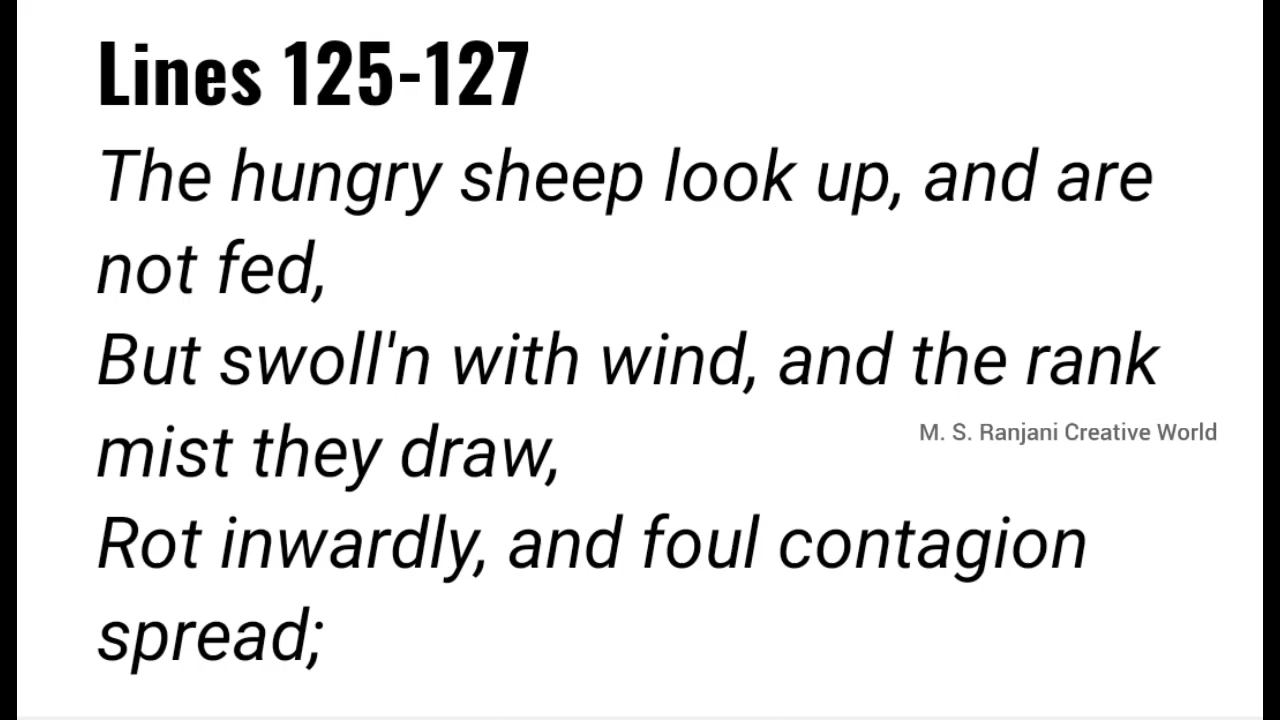 Lines 125-127
The hungry sheep look up, and are
not fed,
But swoll'n with wind, and the rank
mist they draw,
M. S. Ranjani Creative World
Rot inwardly, and foul contagion
spread;